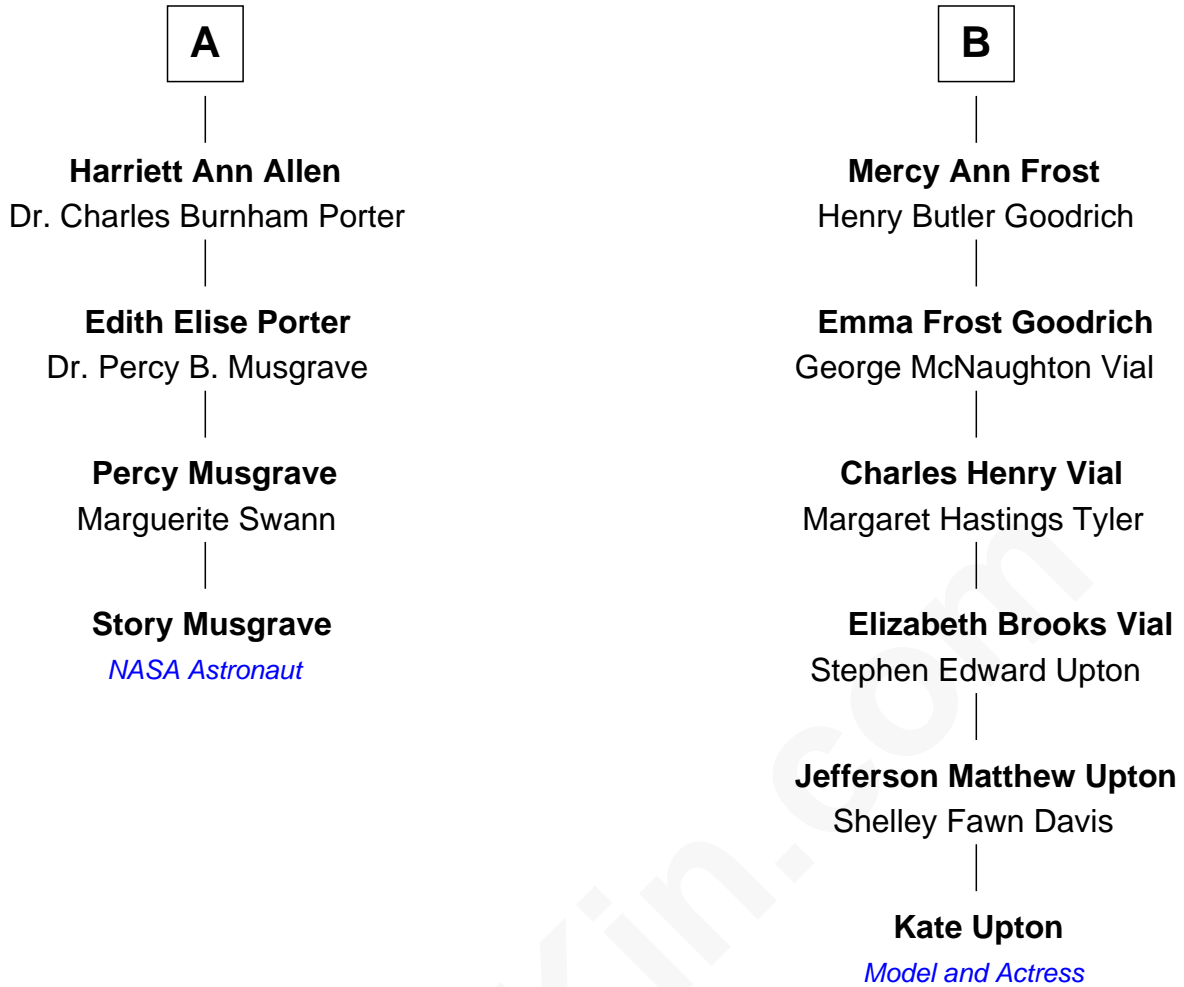 A
Harriett Ann Allen
Dr. Charles Burnham Porter
Edith Elise Porter
Dr. Percy B. Musgrave
Percy Musgrave
Marguerite Swann
Story Musgrave
NASA Astronaut
B
Mercy Ann Frost
Henry Butler Goodrich
Emma Frost Goodrich
George McNaughton Vial
Charles Henry Vial
Margaret Hastings Tyler
Elizabeth Brooks Vial
Stephen Edward Upton
Jefferson Matthew Upton
Shelley Fawn Davis
Kate Upton
Model and Actress